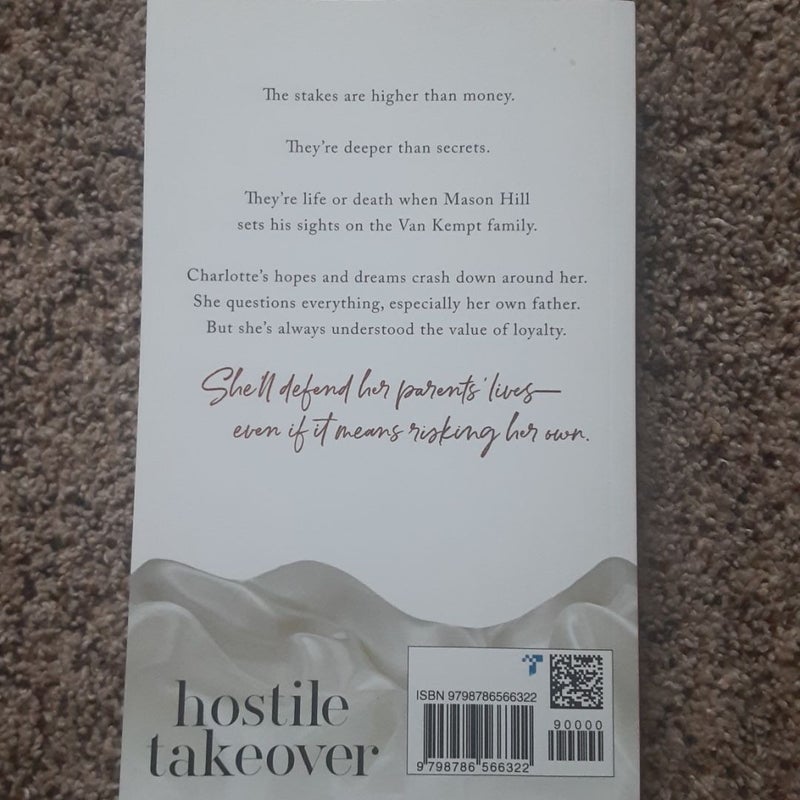 The stakes are higher than money.
They're deeper than secrets.
They're life or death when Mason Hill
sets his sights on the Van Kempt family.
Charlotte's hopes and dreams crash down around her.
She questions everything, especially her own father.
But she's always understood the value of loyalty.
She'll defend her parents' lives—
even if it means risking her own.
hostile
takeover
ISBN 9798786566322
90000
9 798786 566322